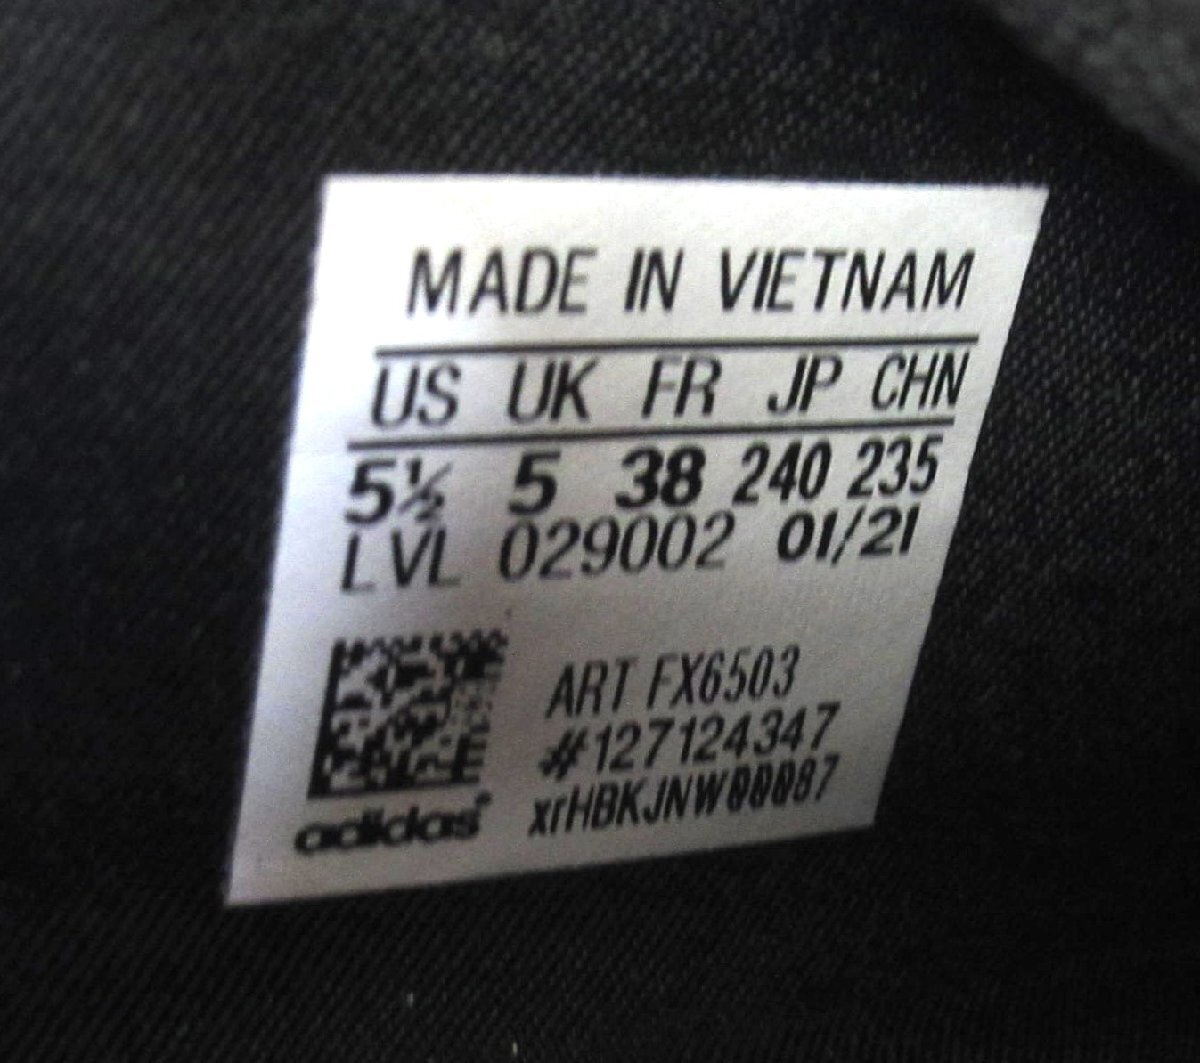 MADE IN VIETNAM
US UK FR JP CHN
5½ 5 38 240 235
LVL 029002 01/21
ART FX6503
#127124347
xrHBKJNW00087
adidas